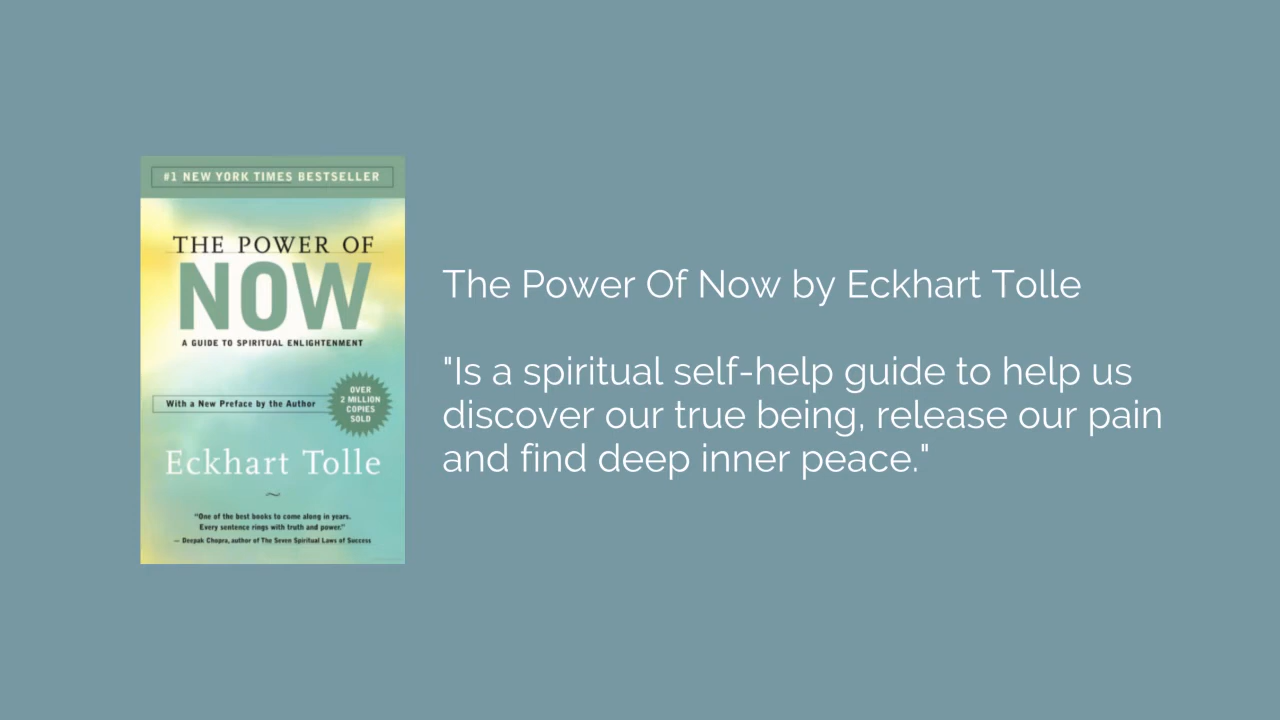 #1 NEW YORK TIMES BESTSELLER
THE POWER OF
NOW
A GUIDE TO SPIRITUAL ENLIGHTENMENT
With a New Preface by the Author
OVER
2 MILLION
COPIES
SOLD
Eckhart Tolle
"One of the best books to come along in years.
Every sentence rings with truth and power."
— Deepak Chopra, author of The Seven Spiritual Laws of Success
The Power Of Now by Eckhart Tolle
"Is a spiritual self-help guide to help us
discover our true being, release our pain
and find deep inner peace."